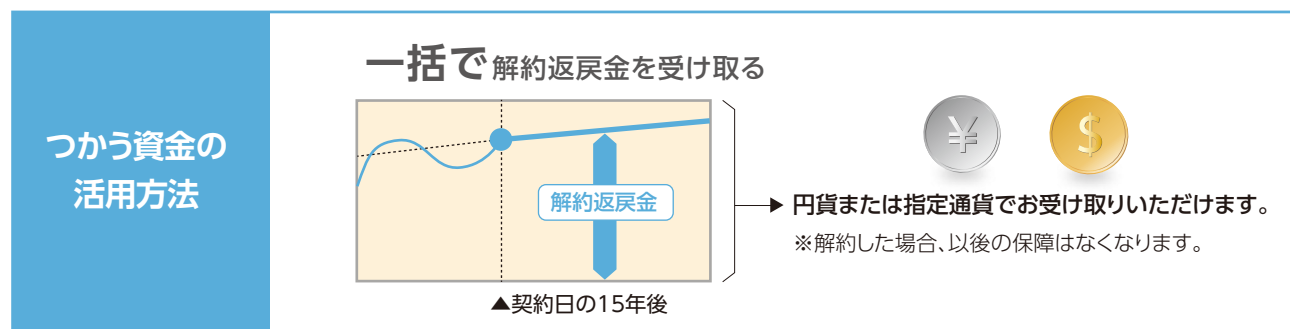 つかう資金の
活用方法
一括で解約返戻金を受け取る
解約返戻金
▲契約日の15年後
¥
$
▶円貨または指定通貨でお受け取りいただけます。
※解約した場合、以後の保障はなくなります。